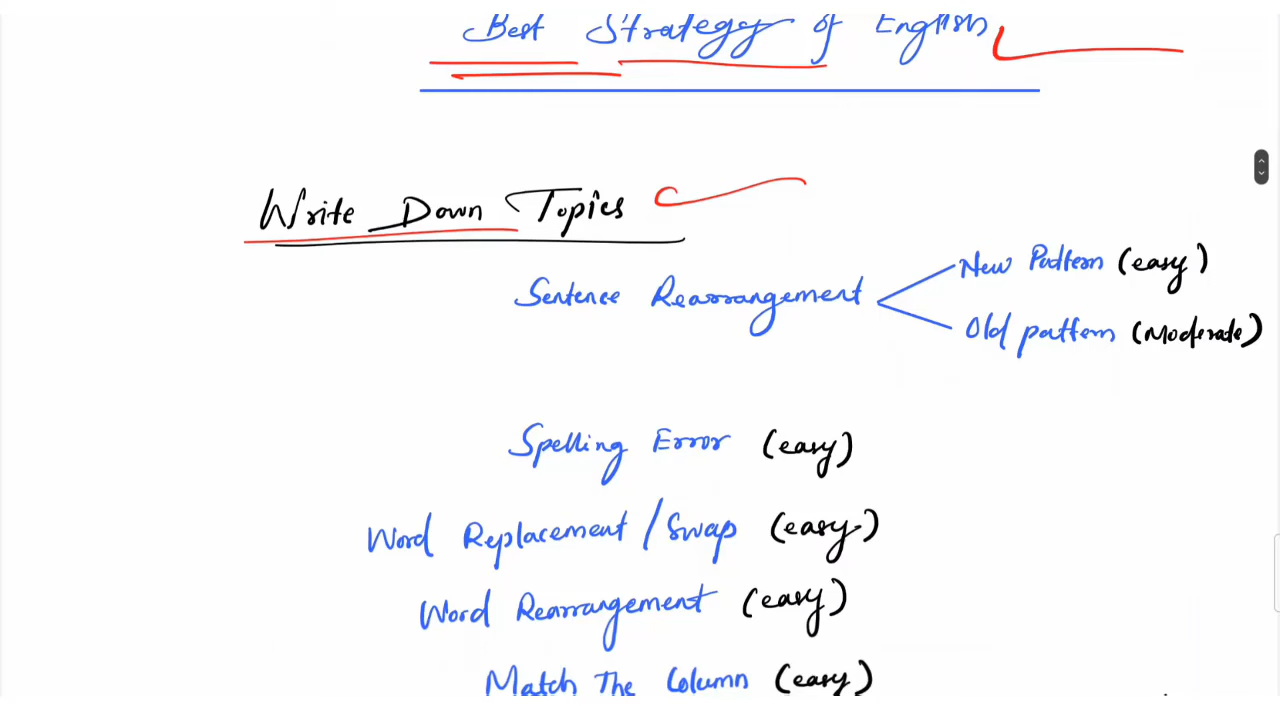 Best Strategy of English
Write Down Topics
New Pattern (easy)
Sentence Rearrangement
Old pattern (Moderate)
Spelling Error (easy)
Word Replacement / Swap (easy)
Word Rearrangement (easy)
Match The Column (easy)